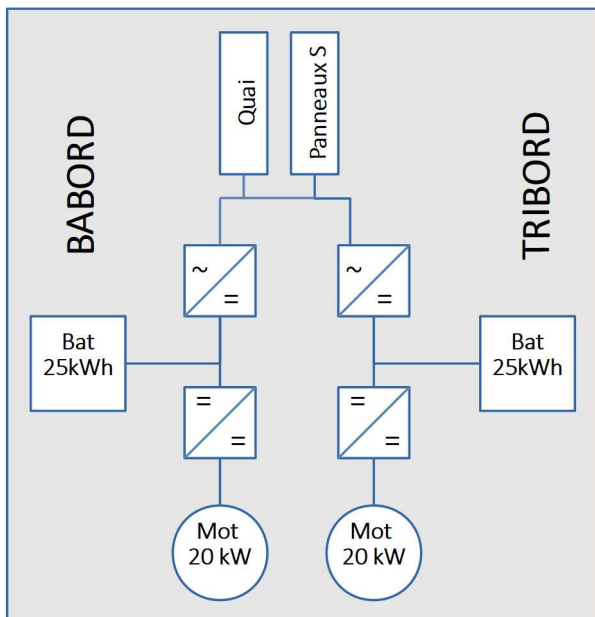 Quai
Panneaux S
BABORD
TRIBORD
~
=
~
=
Bat
25kWh
Bat
25kWh
=
=
=
=
Mot
20 kW
Mot
20 kW